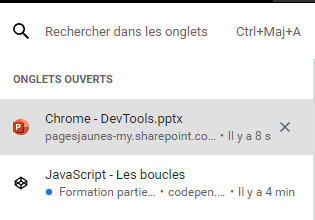 Rechercher dans les onglets Ctrl+Maj+A
ONGLETS OUVERTS
Chrome - DevTools.pptx
pagesjaunes-my.sharepoint.co... • Il y a 8 s
JavaScript - Les boucles
Formation partie... • codepen.... • Il y a 4 min